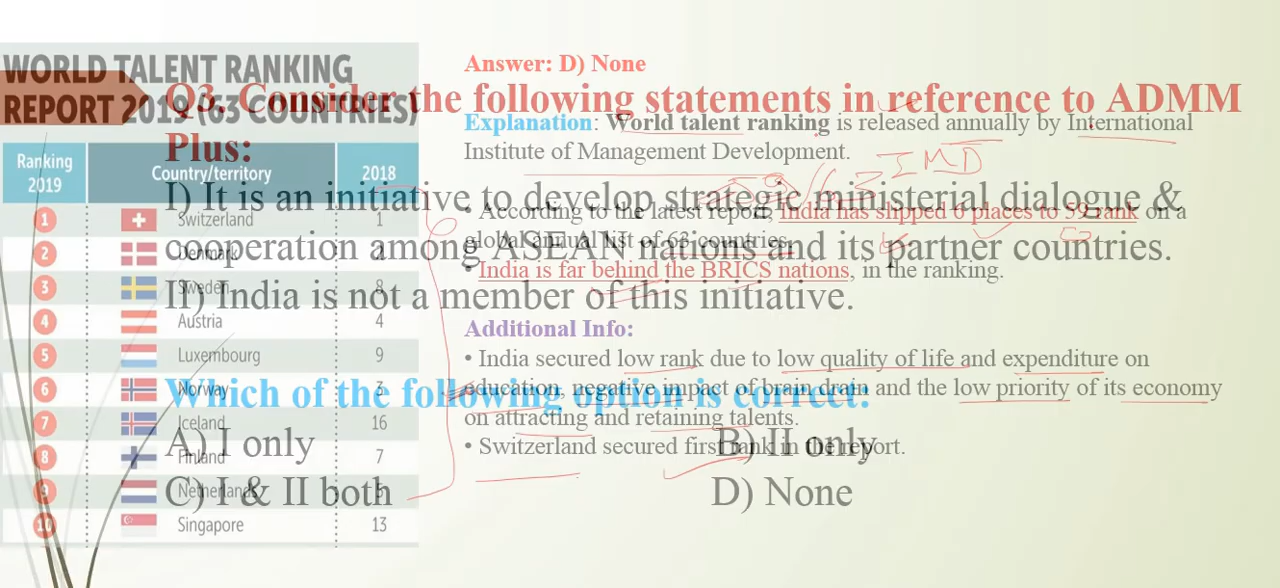 WORLD TALENT RANKING
REPORT 2019 (63 COUNTRIES)
Ranking 2019 Country/territory 2018
1 Switzerland 1
2 Denmark 2
3 Sweden 8
4 Austria 4
5 Luxembourg 9
6 Norway 3
7 Iceland 16
8 Finland 7
9 Netherlands
10 Singapore 13
Answer: D) None
Explanation: World talent ranking is released annually by International
Institute of Management Development.
IMD
59/63
• According to the latest report, India has slipped 6 places to 59 rank on a
global annual list of 63 countries.
• India is far behind the BRICS nations, in the ranking.
Additional Info:
• India secured low rank due to low quality of life and expenditure on
education, negative impact of brain drain and the low priority of its economy
on attracting and retaining talents.
• Switzerland secured first rank in the report.
Q3. Consider the following statements in reference to ADMM
Plus:
I) It is an initiative to develop strategic ministerial dialogue &
cooperation among ASEAN nations and its partner countries.
II) India is not a member of this initiative.
Which of the following option is correct:
A) I only B) II only
C) I & II both D) None